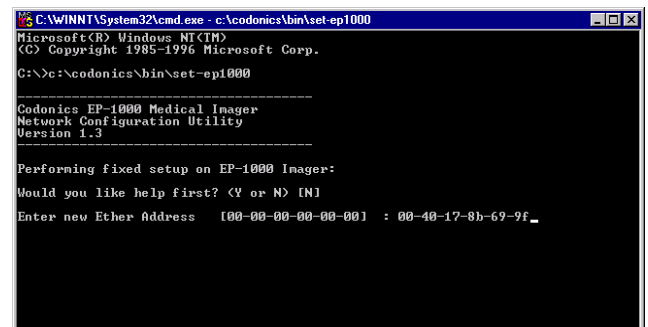 C:\WINNT\System32\cmd.exe - c:\codonics\bin\set-ep1000
Microsoft(R) Windows NT(TM)
(C) Copyright 1985-1996 Microsoft Corp.
C:\>c:\codonics\bin\set-ep1000
--------------------------------------
Codonics EP-1000 Medical Imager
Network Configuration Utility
Version 1.3
--------------------------------------
Performing fixed setup on EP-1000 Imager:
Would you like help first? (Y or N) [N]
Enter new Ether Address [00-00-00-00-00-00] : 00-40-17-8b-69-9f_